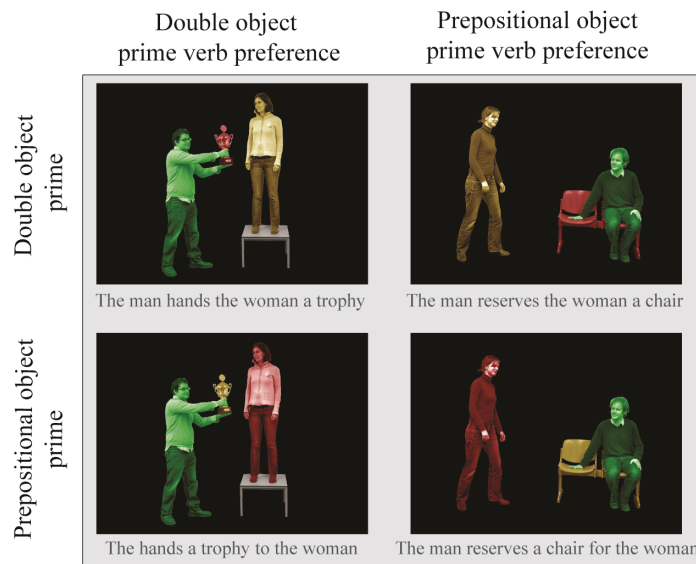 Double object
prime verb preference
Prepositional object
prime verb preference
Double object
prime
The man hands the woman a trophy
The man reserves the woman a chair
Prepositional object
prime
The hands a trophy to the woman
The man reserves a chair for the woman